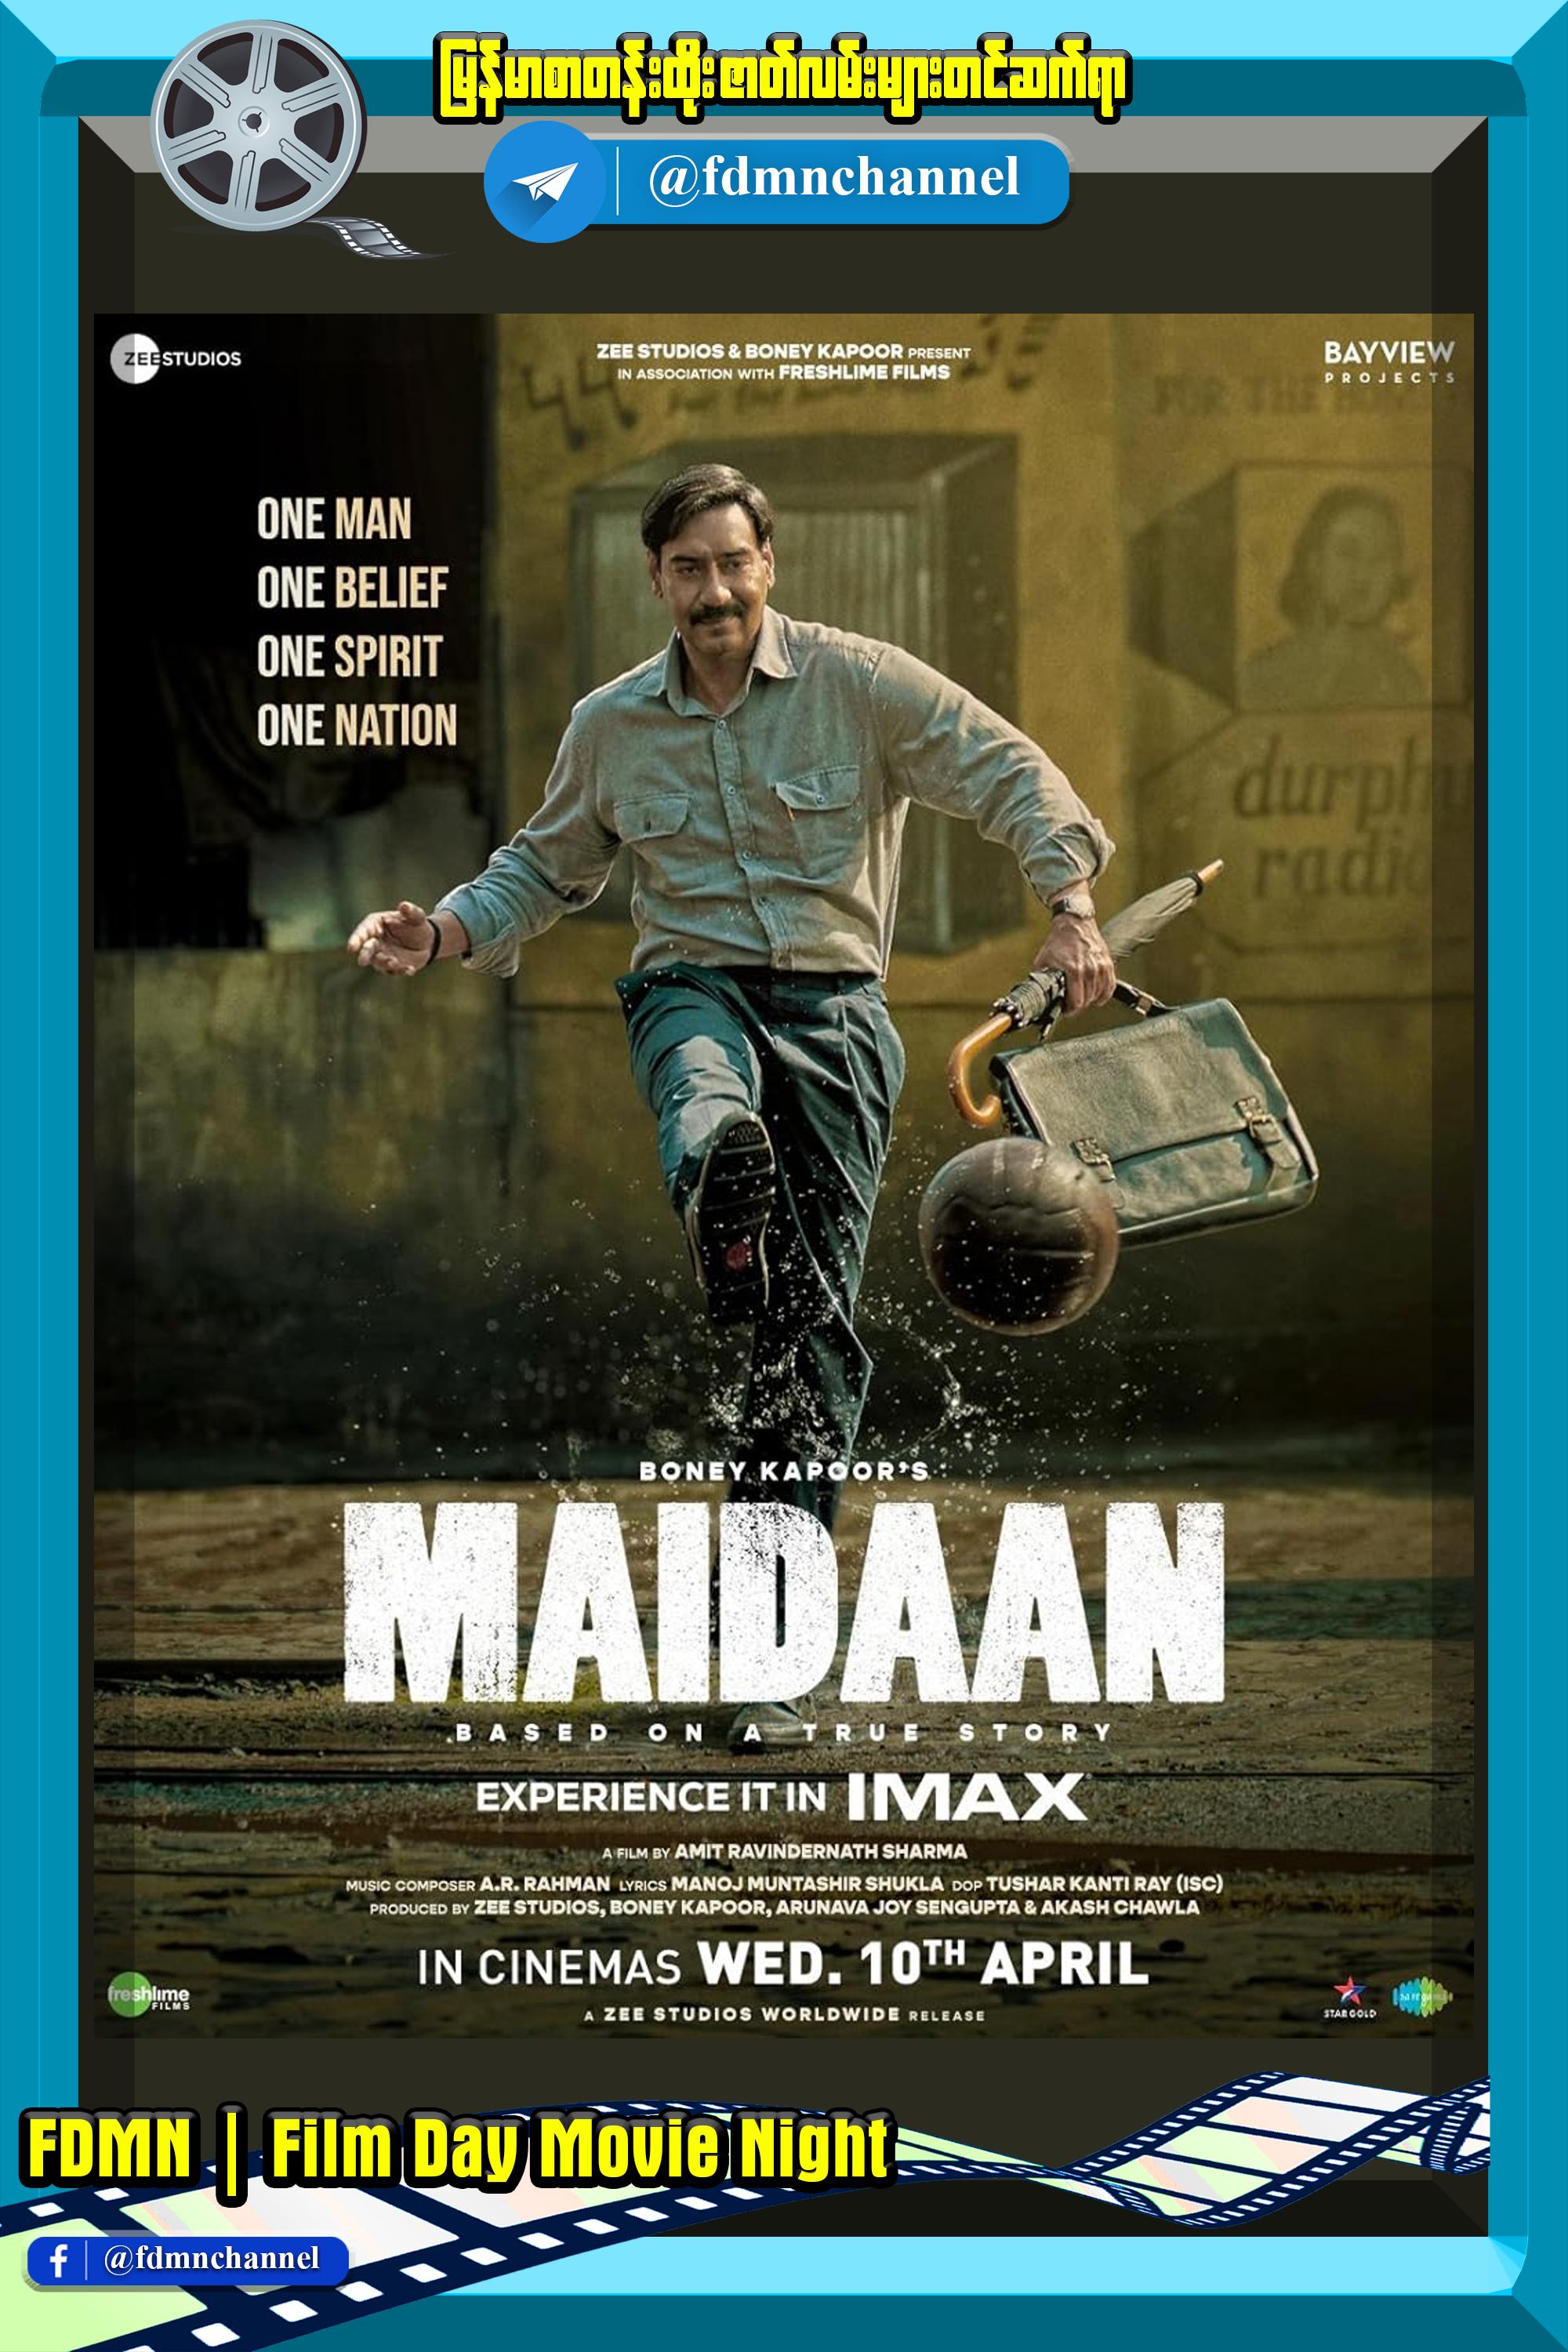 မြန်မာစာတန်းထိုးဇာတ်လမ်းများတင်ဆက်ရာ
@fdmnchannel
ZEE STUDIOS
ZEE STUDIOS & BONEY KAPOOR PRESENT
IN ASSOCIATION WITH FRESHLIME FILMS
BAYVIEW
PROJECTS
FOR THE
ONE MAN
ONE BELIEF
ONE SPIRIT
ONE NATION
durphy
radio
BONEY KAPOOR'S
MAIDAAN
BASED ON A TRUE STORY
EXPERIENCE IT IN IMAX
A FILM BY AMIT RAVINDERNATH SHARMA
MUSIC COMPOSER A.R. RAHMAN LYRICS MANOJ MUNTASHIR SHUKLA DOP TUSHAR KANTI RAY (ISC)
PRODUCED BY ZEE STUDIOS, BONEY KAPOOR, ARUNAVA JOY SENGUPTA & AKASH CHAWLA
IN CINEMAS WED. 10TH APRIL
A ZEE STUDIOS WORLDWIDE RELEASE
freshlime
FILMS
STAR GOLD
saregama
FDMN | Film Day Movie Night
@fdmnchannel